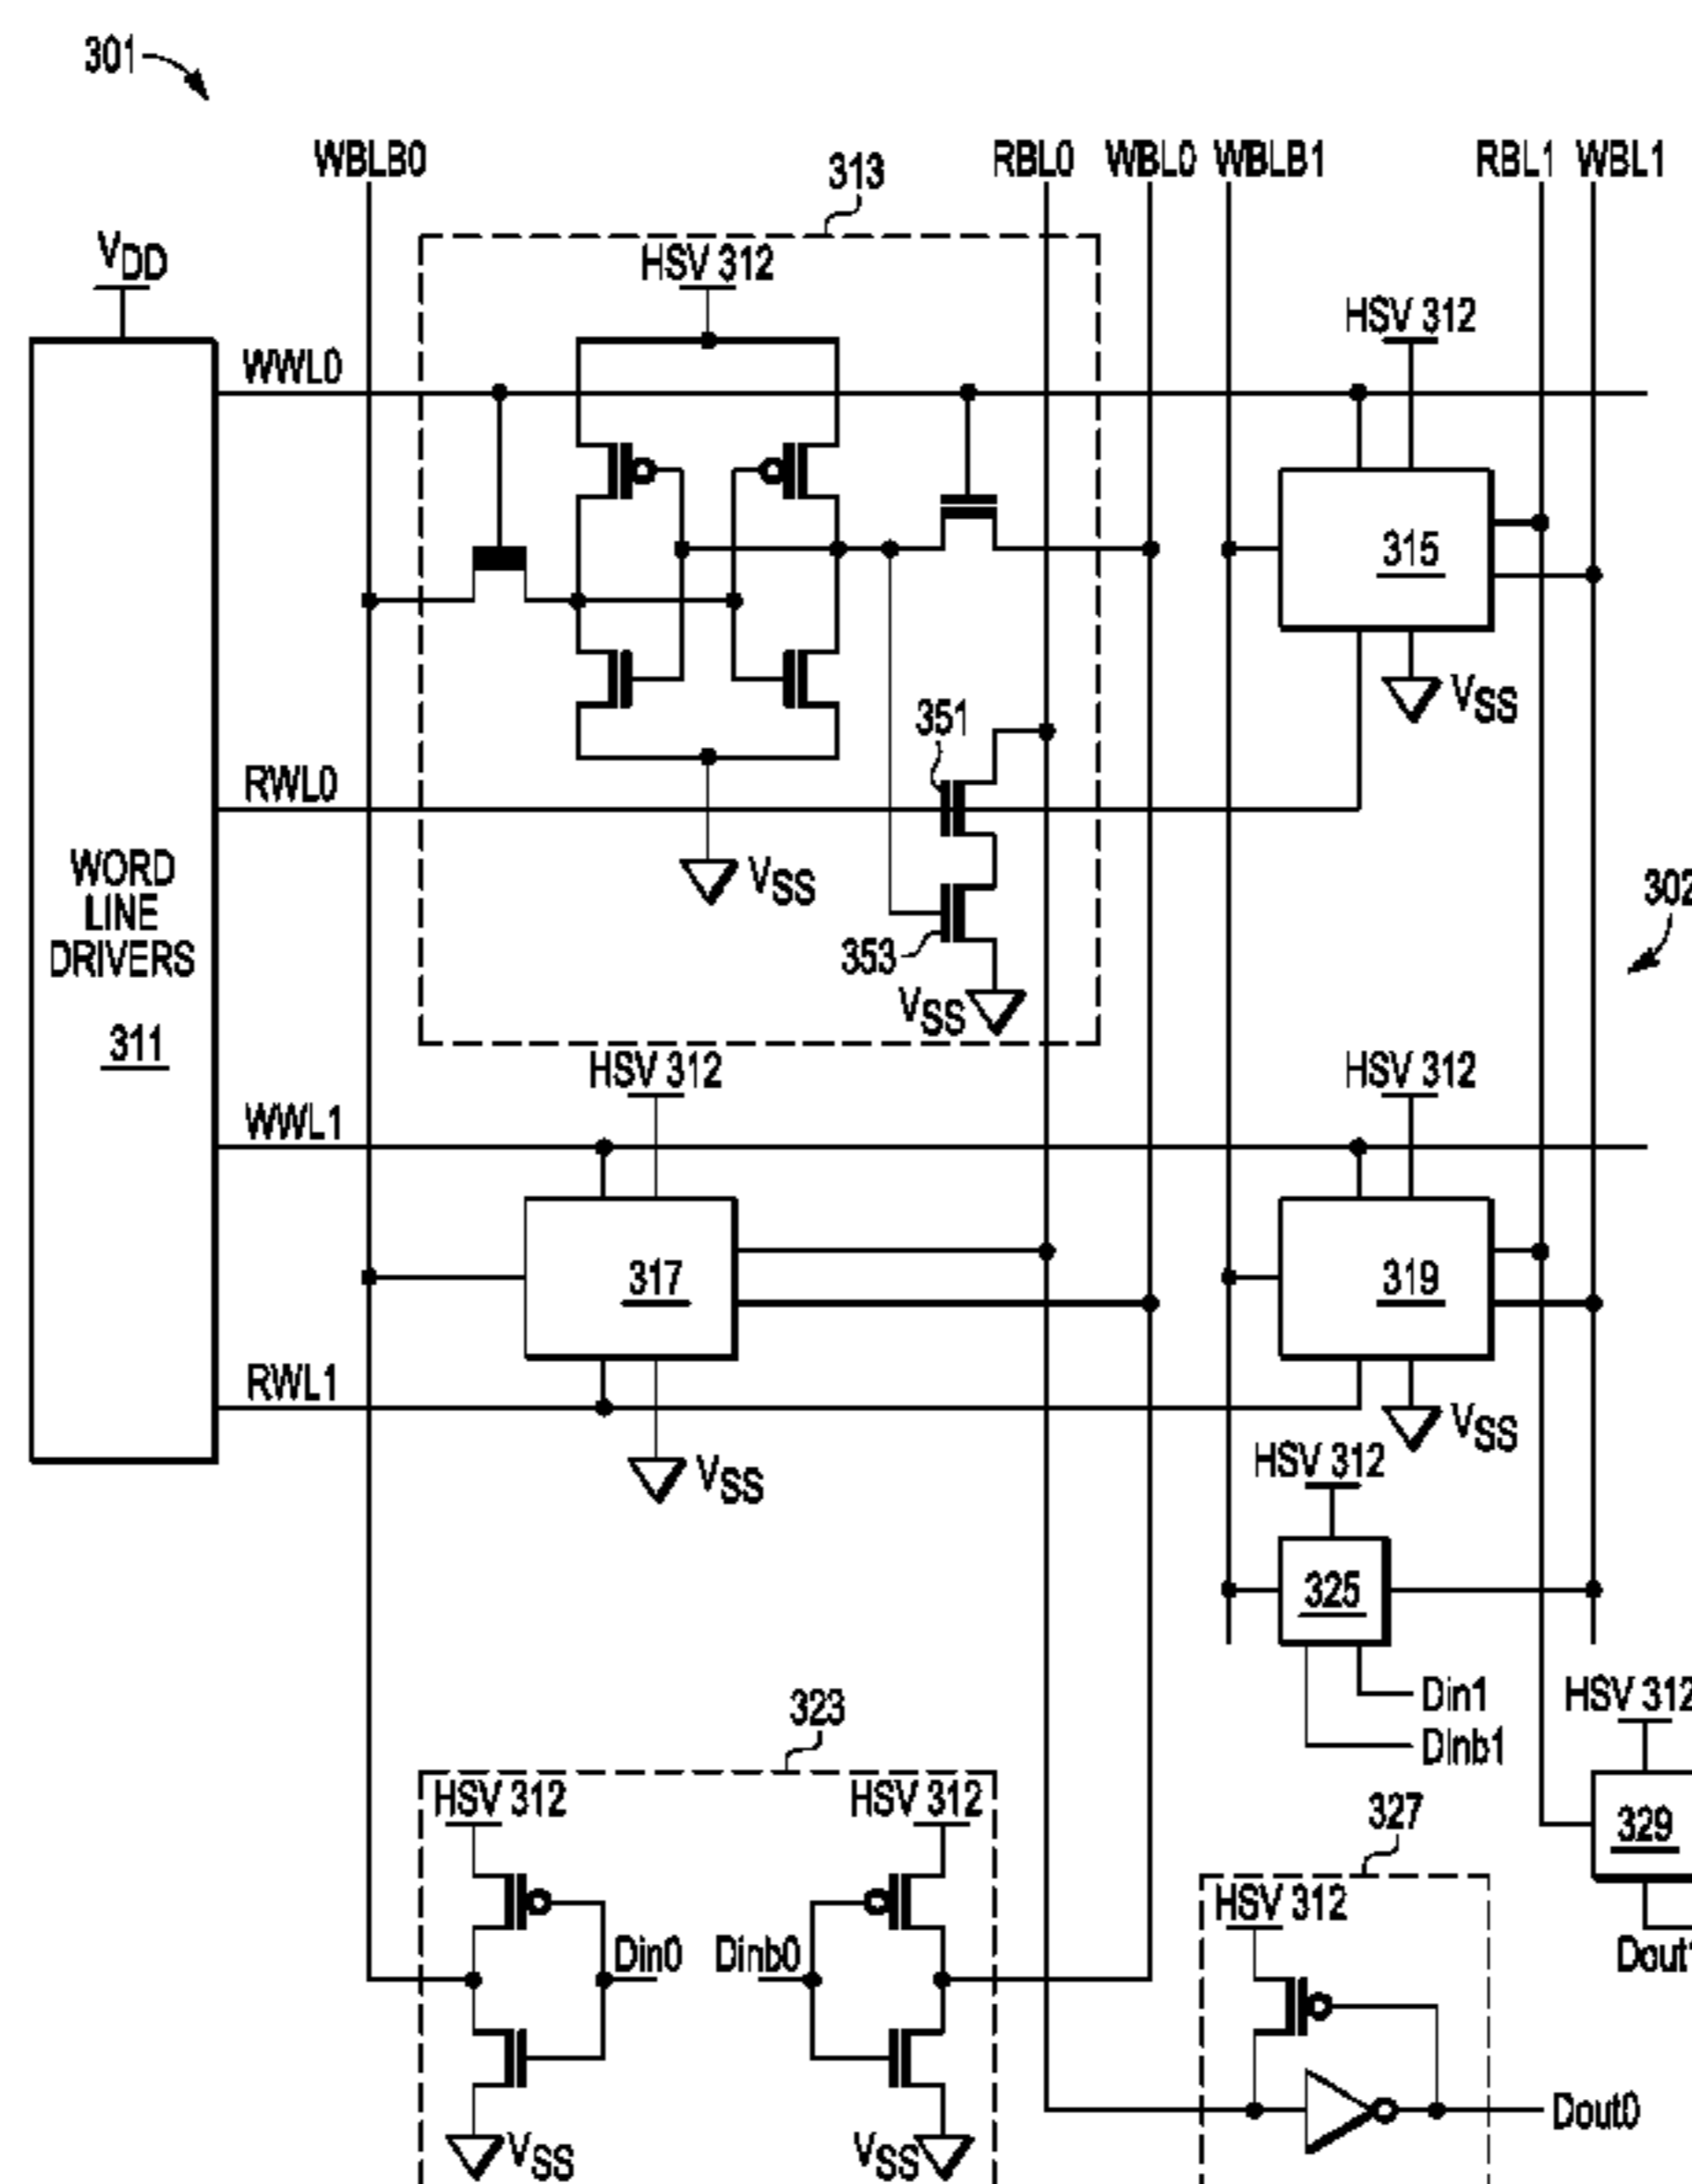 301
WBLB0
313
RBL0 WBL0 WBLB1
RBL1 WBL1
VDD
HSV 312
HSV 312
WWL0
315
VSS
351
RWL0
VSS
353
VSS
302
WORD
LINE
DRIVERS
311
HSV 312
HSV 312
WWL1
317
319
RWL1
VSS
VSS
HSV 312
325
Din1
Dinb1
HSV 312
323
HSV 312
HSV 312
327
329
HSV 312
Din0
Dinb0
Dout1
Dout0
VSS
VSS